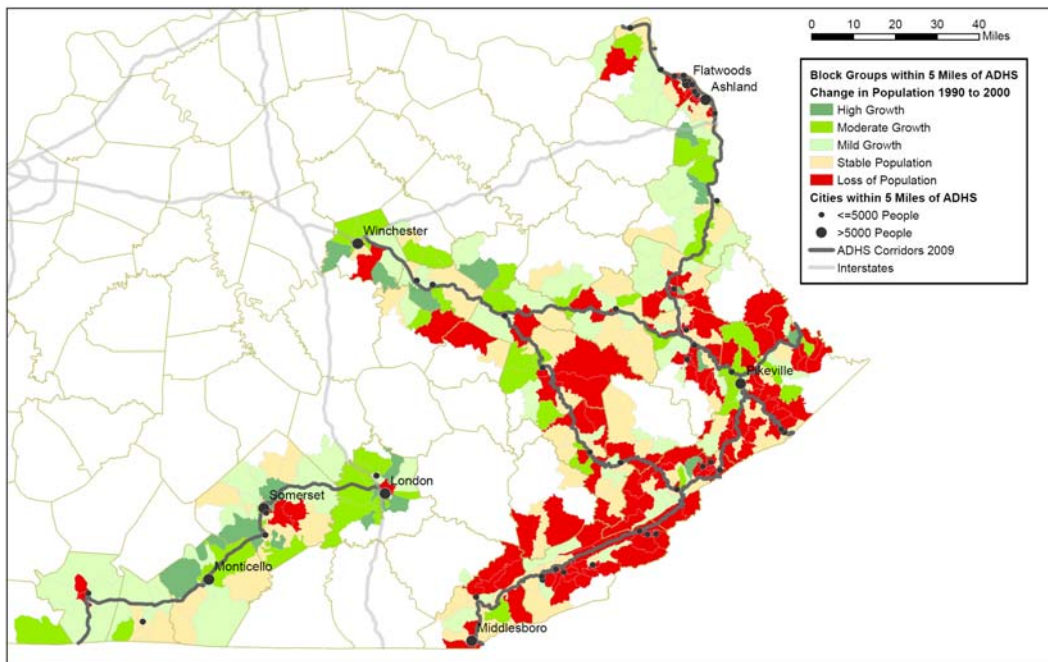 0 10 20 30 40
Miles
Block Groups within 5 Miles of ADHS
Change in Population 1990 to 2000
High Growth
Moderate Growth
Mild Growth
Stable Population
Loss of Population
Cities within 5 Miles of ADHS
<=5000 People
>5000 People
ADHS Corridors 2009
Interstates
Flatwoods
Ashland
Winchester
Pikeville
London
Somerset
Monticello
Middlesboro